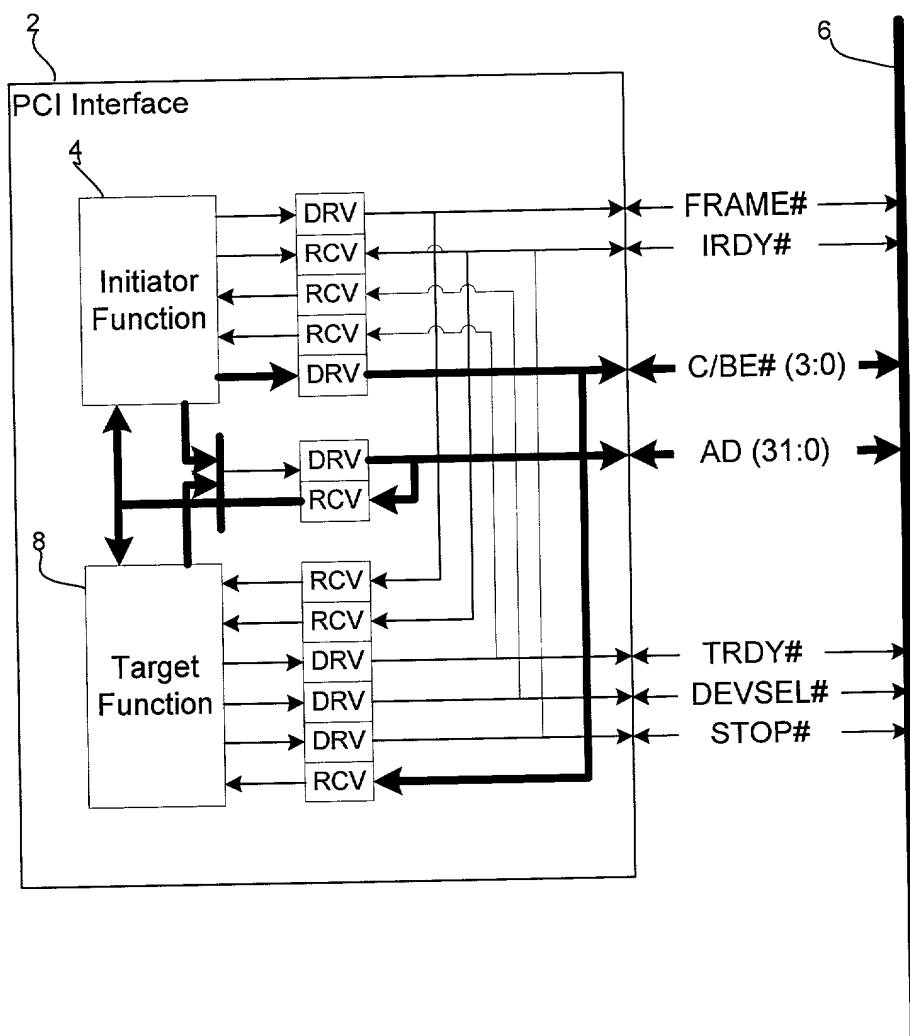 2
6
PCI Interface
4
DRV
FRAME#
RCV
IRDY#
Initiator
Function
RCV
RCV
DRV
C/BE# (3:0)
DRV
AD (31:0)
RCV
8
RCV
RCV
Target
Function
DRV
TRDY#
DRV
DEVSEL#
DRV
STOP#
RCV